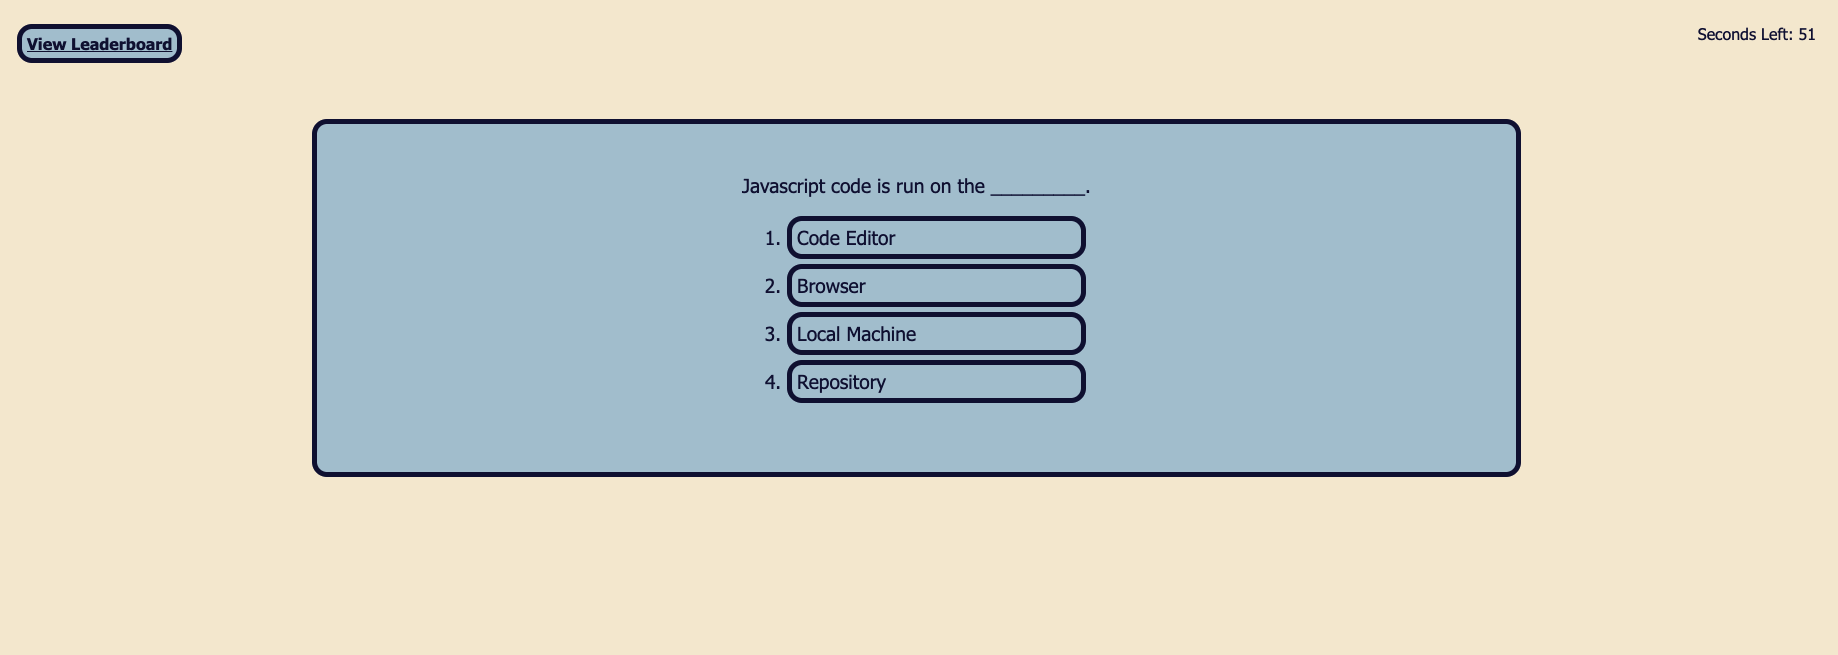 View Leaderboard
Seconds Left: 51
Javascript code is run on the _________.
1. Code Editor
2. Browser
3. Local Machine
4. Repository